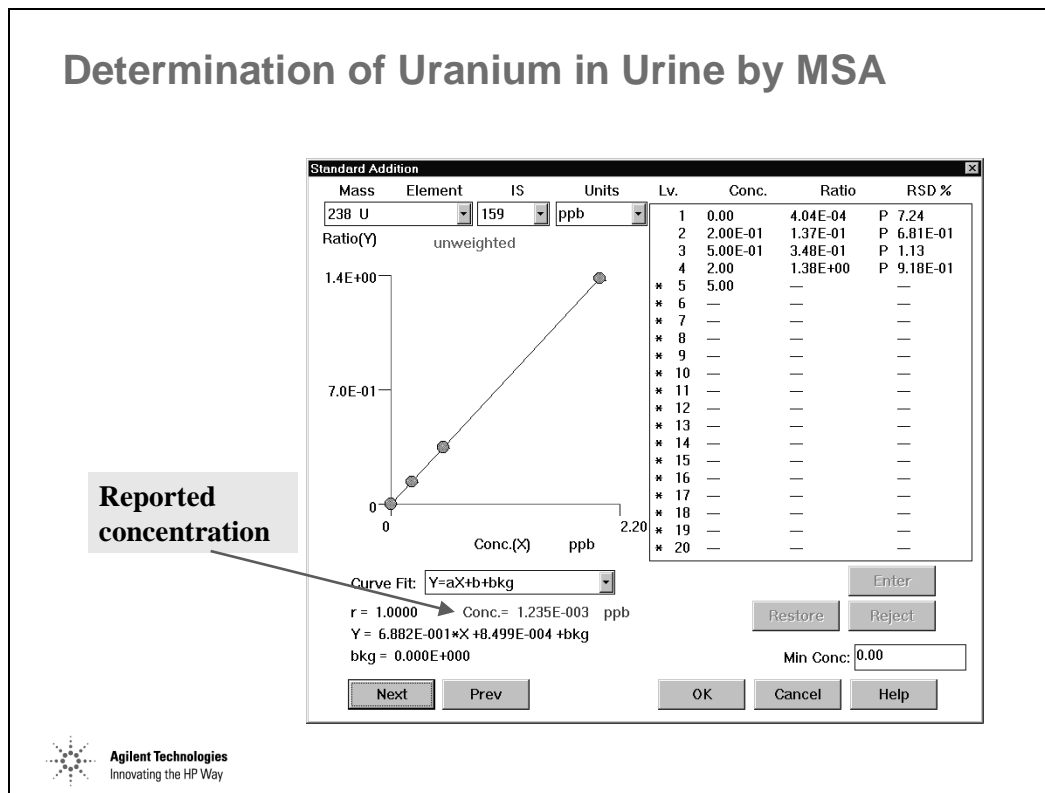 Determination of Uranium in Urine by MSA
Standard Addition
Mass Element IS Units Lv. Conc. Ratio RSD %
238 U 159 ppb
Ratio(Y) unweighted
1.4E+00
7.0E-01
0
0 2.20
Conc.(X) ppb
1 0.00 4.04E-04 P 7.24
2 2.00E-01 1.37E-01 P 6.81E-01
3 5.00E-01 3.48E-01 P 1.13
4 2.00 1.38E+00 P 9.18E-01
* 5 5.00 — —
* 6 — — —
* 7 — — —
* 8 — — —
* 9 — — —
* 10 — — —
* 11 — — —
* 12 — — —
* 13 — — —
* 14 — — —
* 15 — — —
* 16 — — —
* 17 — — —
* 18 — — —
* 19 — — —
* 20 — — —
Reported
concentration
Curve Fit: Y=aX+b+bkg
r = 1.0000 Conc.= 1.235E-003 ppb
Y = 6.882E-001*X +8.499E-004 +bkg
bkg = 0.000E+000
Enter
Restore Reject
Min Conc: 0.00
Next Prev OK Cancel Help
Agilent Technologies
Innovating the HP Way